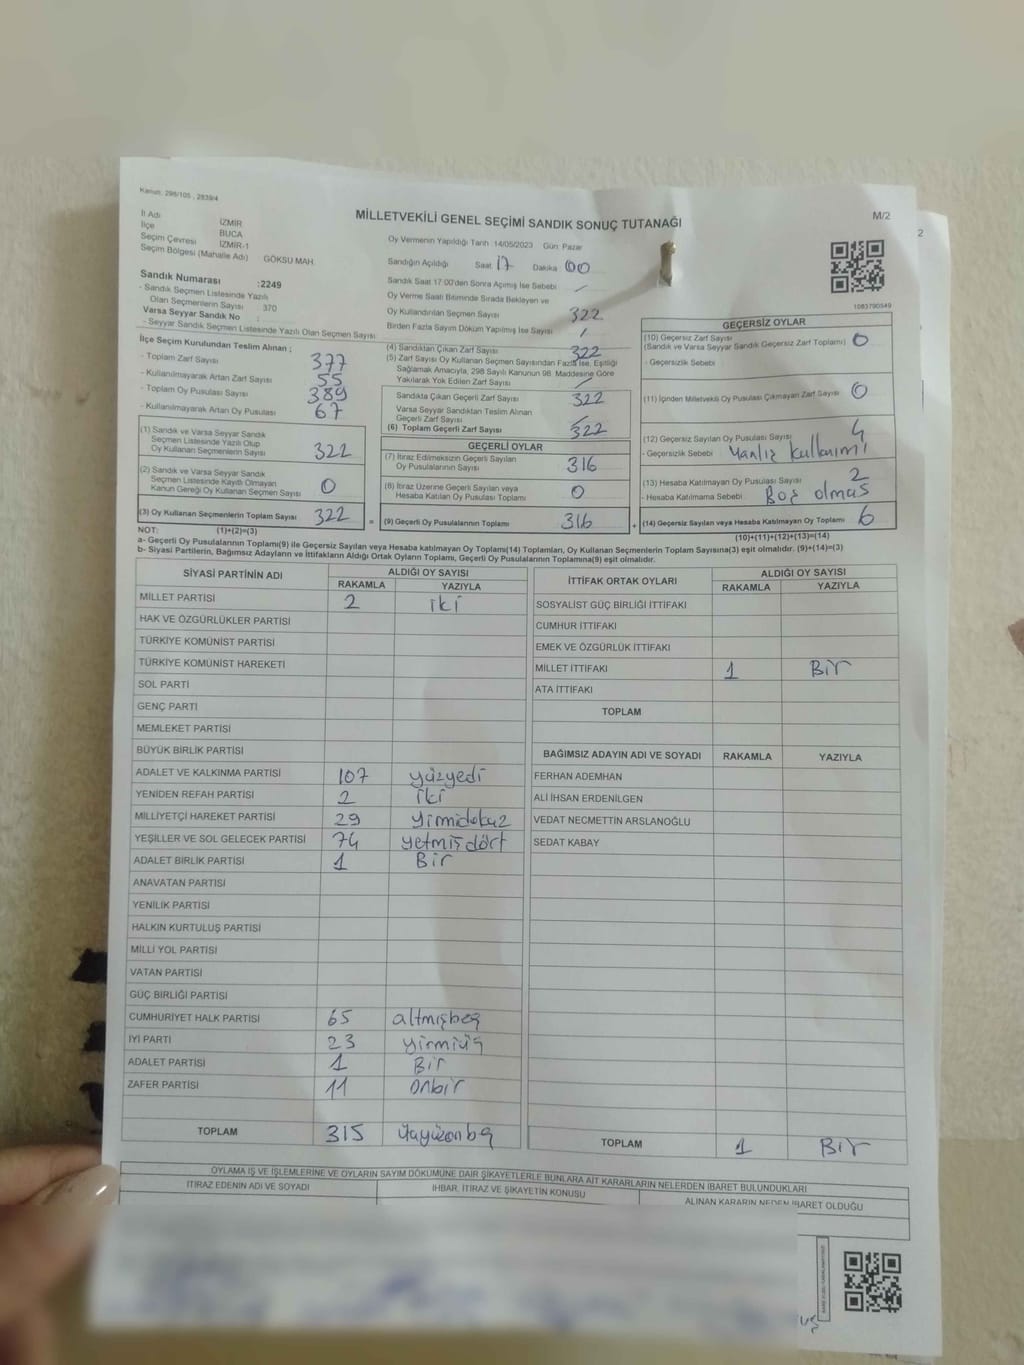 Kanun: 298/105 , 2839/4
MİLLETVEKİLİ GENEL SEÇİMİ SANDIK SONUÇ TUTANAĞI
M/2
2
İl Adı İZMİR
İlçe BUCA
Seçim Çevresi İZMİR-1
Seçim Bölgesi (Mahalle Adı) GÖKSU MAH.
Sandık Numarası :2249
- Sandık Seçmen Listesinde Yazılı
Olan Seçmenlerin Sayısı 370
Varsa Seyyar Sandık No :
- Seyyar Sandık Seçmen Listesinde Yazılı Olan Seçmen Sayısı
Oy Vermenin Yapıldığı Tarih 14/05/2023 Gün: Pazar
Sandığın Açıldığı Saat 17 Dakika 00
Sandık Saat 17:00'den Sonra Açılmış İse Sebebi
Oy Verme Saati Bitiminde Sırada Bekleyen ve
Oy Kullandırılan Seçmen Sayısı 322
Birden Fazla Sayım Döküm Yapılmış İse Sayısı
1083790849
İlçe Seçim Kurulundan Teslim Alınan ;
- Toplam Zarf Sayısı 377
- Kullanılmayarak Artan Zarf Sayısı 55
- Toplam Oy Pusulası Sayısı 389
- Kullanılmayarak Artan Oy Pusulası 67
(1) Sandık ve Varsa Seyyar Sandık
Seçmen Listesinde Yazılı Olup
Oy Kullanan Seçmenlerin Sayısı 322
(2) Sandık ve Varsa Seyyar Sandık
Seçmen Listesinde Kayıtlı Olmayan
Kanun Gereği Oy Kullanan Seçmen Sayısı 0
(3) Oy Kullanan Seçmenlerin Toplam Sayısı 322
(4) Sandıktan Çıkan Zarf Sayısı 322
(5) Zarf Sayısı Oy Kullanan Seçmen Sayısından Fazla İse, Eşitliği
Sağlamak Amacıyla, 298 Sayılı Kanunun 98. Maddesine Göre
Yakılarak Yok Edilen Zarf Sayısı
Sandıkta Çıkan Geçerli Zarf Sayısı 322
Varsa Seyyar Sandıktan Teslim Alınan
Geçerli Zarf Sayısı
(6) Toplam Geçerli Zarf Sayısı 322
GEÇERLİ OYLAR
(7) İtiraz Edilmeksizin Geçerli Sayılan
Oy Pusulalarının Sayısı 316
(8) İtiraz Üzerine Geçerli Sayılan veya
Hesaba Katılan Oy Pusulası Toplamı 0
= (9) Geçerli Oy Pusulalarının Toplamı 316
GEÇERSİZ OYLAR
(10) Geçersiz Zarf Sayısı 0
(Sandık ve Varsa Seyyar Sandık Geçersiz Zarf Toplamı)
- Geçersizlik Sebebi
(11) İçinden Milletvekili Oy Pusulası Çıkmayan Zarf Sayısı 0
(12) Geçersiz Sayılan Oy Pusulası Sayısı 4
- Geçersizlik Sebebi Yanlız kullanımı
(13) Hesaba Katılmayan Oy Pusulası Sayısı 2
- Hesaba Katılmama Sebebi Boş olmas
+ (14) Geçersiz Sayılan veya Hesaba Katılmayan Oy Toplamı 6
NOT: (1)+(2)=(3)
(10)+(11)+(12)+(13)=(14)
a- Geçerli Oy Pusulalarının Toplamı(9) ile Geçersiz Sayılan veya Hesaba katılmayan Oy Toplamı(14) Toplamları, Oy Kullanan Seçmenlerin Toplam Sayısına(3) eşit olmalıdır. (9)+(14)=(3)
b- Siyasi Partilerin, Bağımsız Adayların ve İttifakların Aldığı Ortak Oyların Toplamı, Geçerli Oy Pusulalarının Toplamına(9) eşit olmalıdır.
SİYASİ PARTİNİN ADI ALDIĞI OY SAYISI
RAKAMLA YAZIYLA
MİLLET PARTİSİ 2 iki
HAK VE ÖZGÜRLÜKLER PARTİSİ
TÜRKİYE KOMÜNİST PARTİSİ
TÜRKİYE KOMÜNİST HAREKETİ
SOL PARTİ
GENÇ PARTİ
MEMLEKET PARTİSİ
BÜYÜK BİRLİK PARTİSİ
ADALET VE KALKINMA PARTİSİ 107 yüzyedi
YENİDEN REFAH PARTİSİ 2 iki
MİLLİYETÇİ HAREKET PARTİSİ 29 yirmidokuz
YEŞİLLER VE SOL GELECEK PARTİSİ 74 yetmişdört
ADALET BİRLİK PARTİSİ 1 Bir
ANAVATAN PARTİSİ
YENİLİK PARTİSİ
HALKIN KURTULUŞ PARTİSİ
MİLLİ YOL PARTİSİ
VATAN PARTİSİ
GÜÇ BİRLİĞİ PARTİSİ
CUMHURİYET HALK PARTİSİ 65 altmışbeş
İYİ PARTİ 23 yirmiüş
ADALET PARTİSİ 1 Bir
ZAFER PARTİSİ 11 onbir
TOPLAM 315
İTTİFAK ORTAK OYLARI ALDIĞI OY SAYISI
RAKAMLA YAZIYLA
SOSYALİST GÜÇ BİRLİĞİ İTTİFAKI
CUMHUR İTTİFAKI
EMEK VE ÖZGÜRLÜK İTTİFAKI
MİLLET İTTİFAKI 1 Bir
ATA İTTİFAKI
TOPLAM
BAĞIMSIZ ADAYIN ADI VE SOYADI RAKAMLA YAZIYLA
FERHAN ADEMHAN
ALİ İHSAN ERDENİLGEN
VEDAT NECMETTİN ARSLANOĞLU
SEDAT KABAY
TOPLAM 1 Bir
OYLAMA İŞ VE İŞLEMLERİNE VE OYLARIN SAYIM DÖKÜMÜNE DAİR ŞİKAYETLERLE BUNLARA AİT KARARLARIN NELERDEN İBARET BULUNDUKLARI
İTİRAZ EDENİN ADI VE SOYADI İHBAR, İTİRAZ VE ŞİKAYETİN KONUSU ALINAN KARARIN NEDEN İBARET OLDUĞU